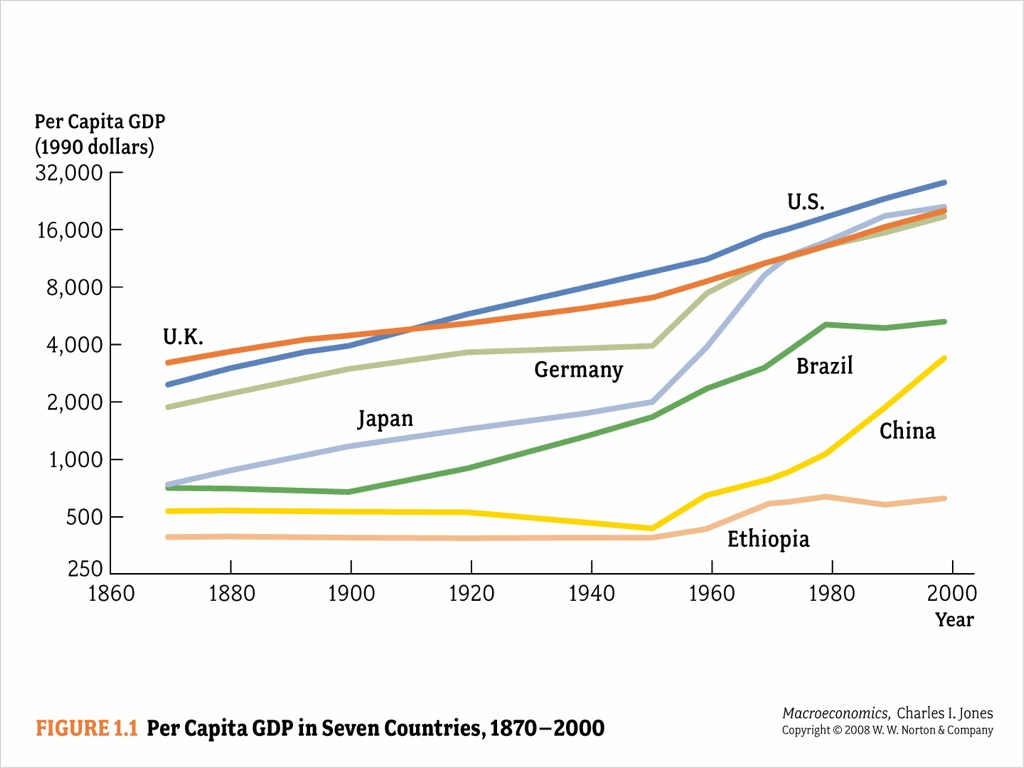 Per Capita GDP
(1990 dollars)
32,000
16,000
8,000
4,000
2,000
1,000
500
250
U.S.
U.K.
Germany
Brazil
Japan
China
Ethiopia
1860 1880 1900 1920 1940 1960 1980 2000
Year
FIGURE 1.1 Per Capita GDP in Seven Countries, 1870–2000
Macroeconomics, Charles I. Jones
Copyright © 2008 W. W. Norton & Company